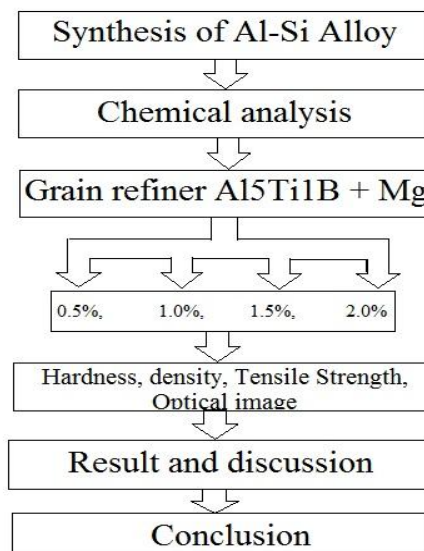 Synthesis of Al-Si Alloy
Chemical analysis
Grain refiner Al5Ti1B + Mg
0.5%, 1.0%, 1.5%, 2.0%
Hardness, density, Tensile Strength,
Optical image
Result and discussion
Conclusion